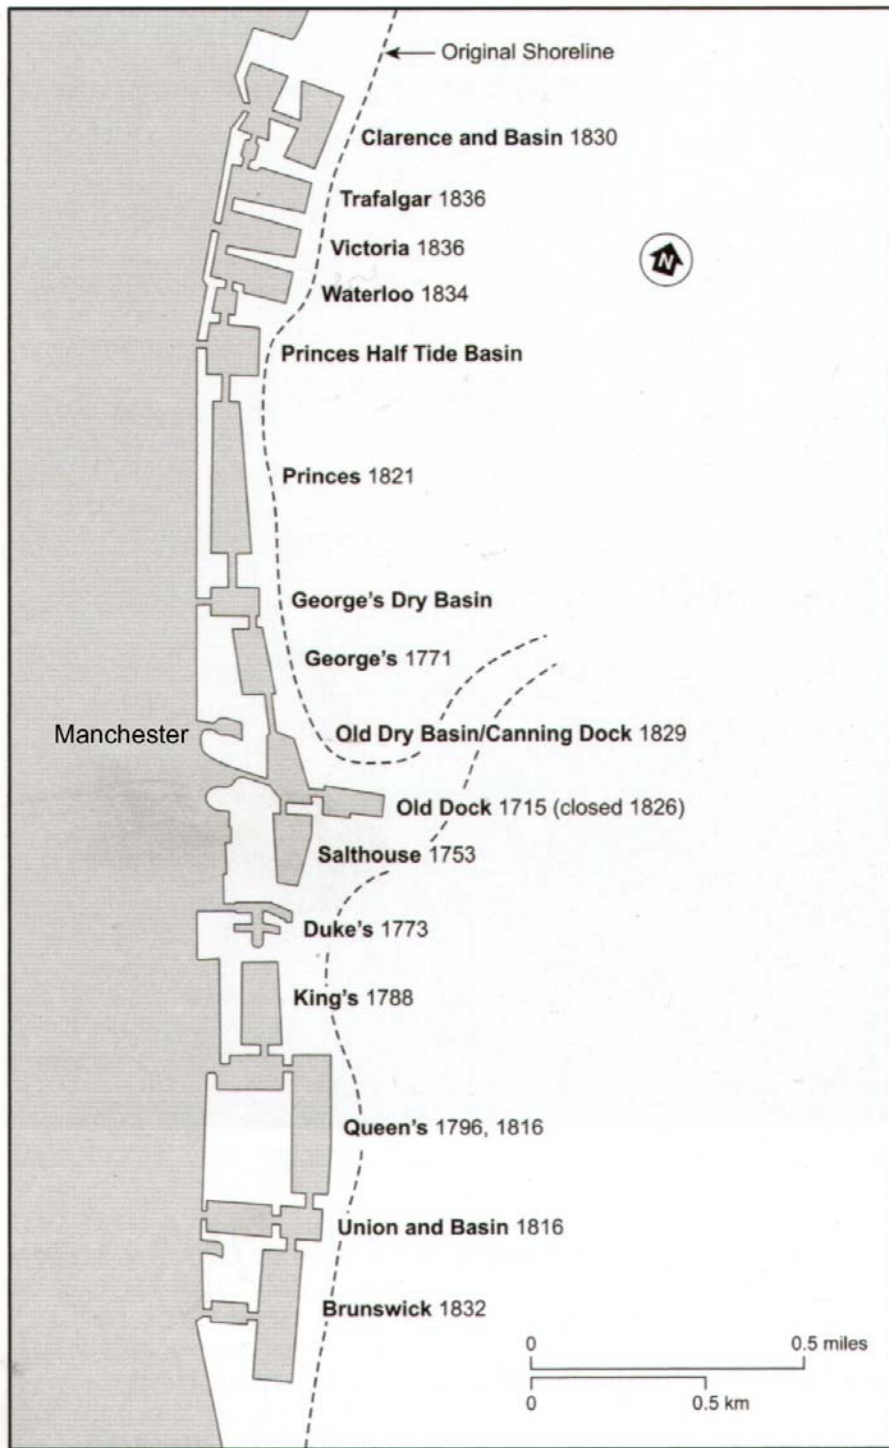 Original Shoreline
Clarence and Basin 1830
Trafalgar 1836
Victoria 1836
N
Waterloo 1834
Princes Half Tide Basin
Princes 1821
George's Dry Basin
George's 1771
Manchester
Old Dry Basin/Canning Dock 1829
Old Dock 1715 (closed 1826)
Salthouse 1753
Duke's 1773
King's 1788
Queen's 1796, 1816
Union and Basin 1816
Brunswick 1832
0 0.5 miles
0 0.5 km